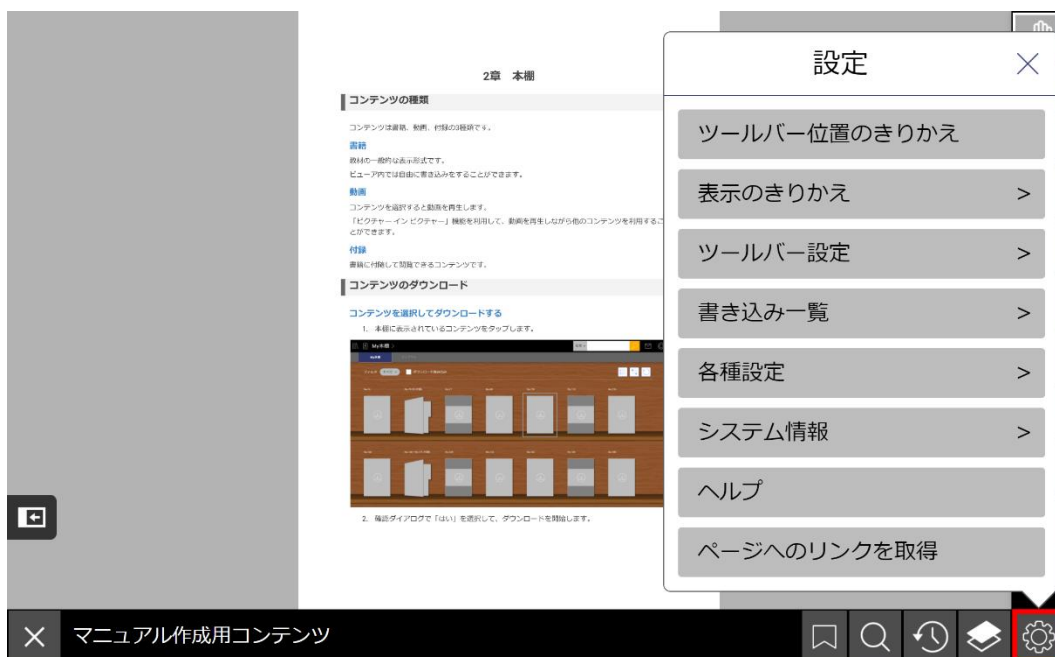 2章 本棚
コンテンツの種類
コンテンツは書籍、動画、付録の3種類です。
書籍
教材の一般的な表示形式です。
ビューア内では自由に書き込みをすることができます。
動画
コンテンツを選択すると動画を再生します。
「ピクチャーインピクチャー」機能を利用して、動画を再生しながら他のコンテンツを利用するこ
とができます。
付録
書籍に付随して閲覧できるコンテンツです。
コンテンツのダウンロード
コンテンツを選択してダウンロードする
1. 本棚に表示されているコンテンツをタップします。
My本棚
2. 確認ダイアログで「はい」を選択して、ダウンロードを開始します。
設定
ツールバー位置のきりかえ
表示のきりかえ >
ツールバー設定 >
書き込み一覧 >
各種設定 >
システム情報 >
ヘルプ
ページへのリンクを取得
マニュアル作成用コンテンツ